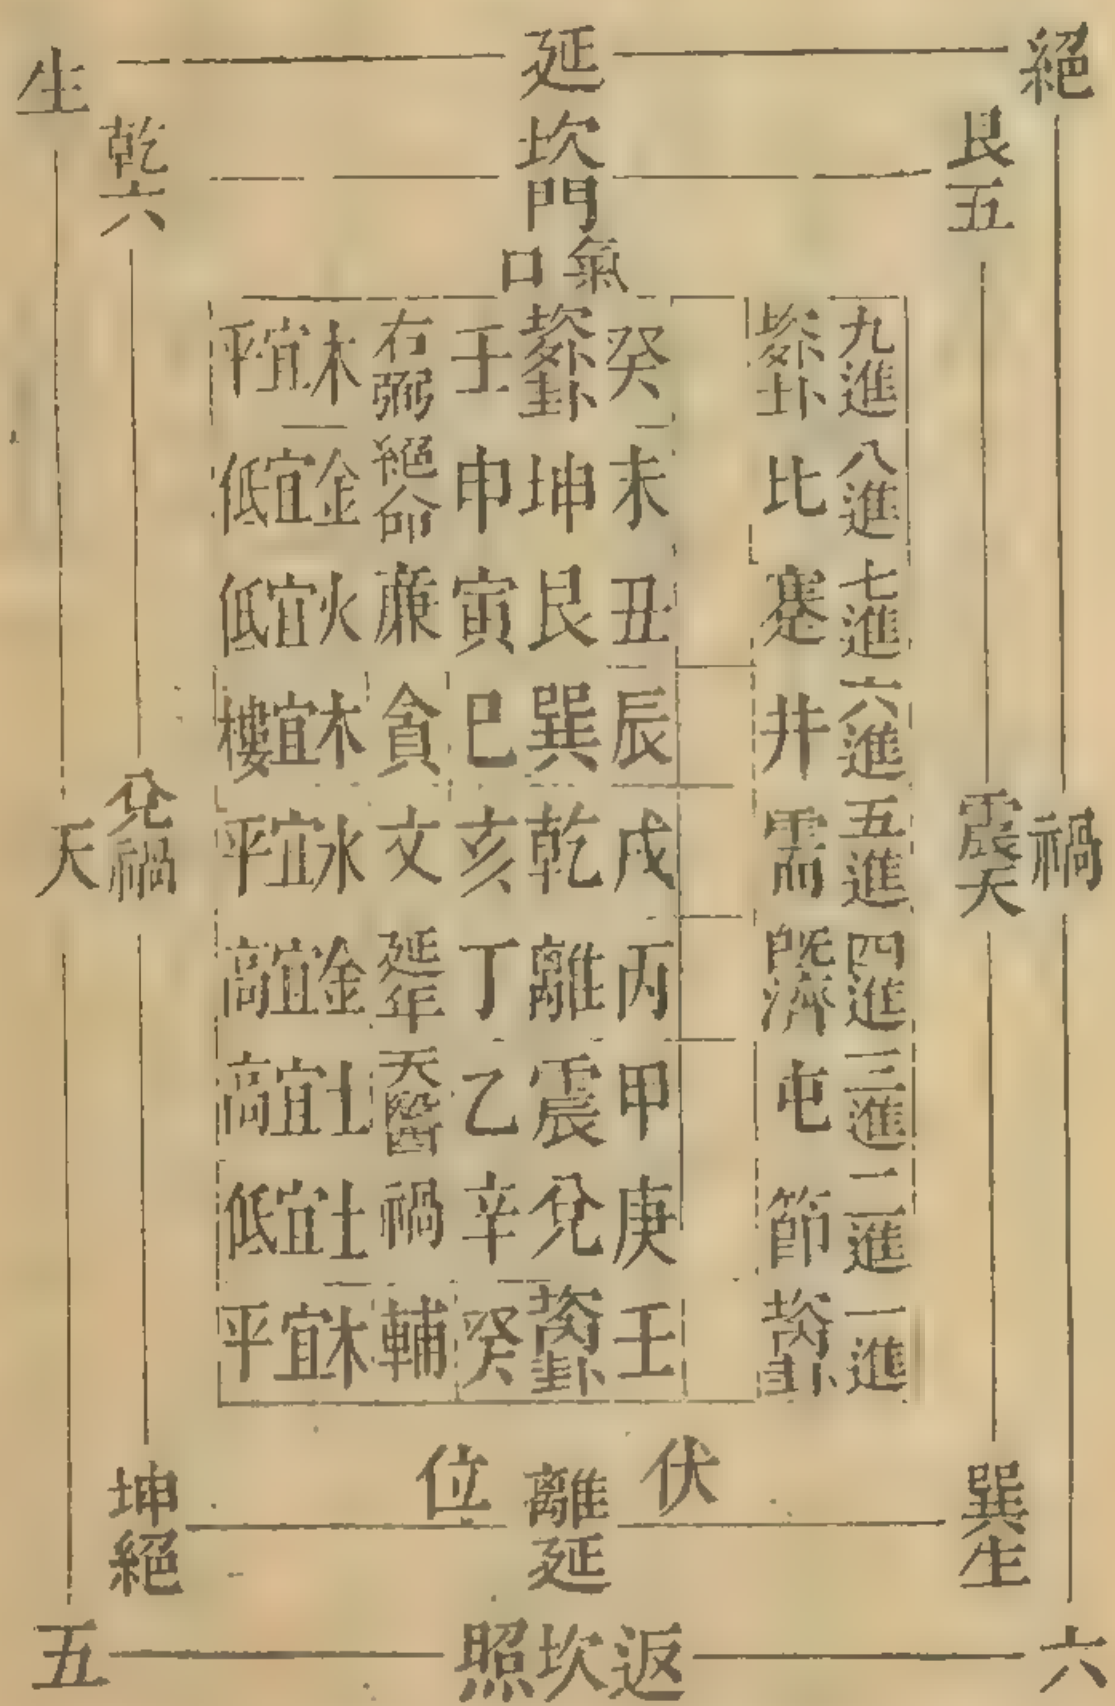 絕
延
生
艮五
坎門
乾六
氣口
九進 八進 七進 六進 五進 四進 三進 二進 一進
卦 比 蹇 井 需 既濟 屯 節 卦
癸 未 丑 辰 戌 丙 甲 庚 壬
卦 坤 艮 巽 乾 離 震 兌 卦
壬 申 寅 巳 亥 丁 乙 辛 癸
右弼 絕命 廉 貪 文 延年 天醫 禍 輔
木 金 火 木 水 金 土 土 木
宜 宜 宜 宜 宜 宜 宜 宜 宜
平 低 低 樓 平 高 高 低 平
禍
震天
兌禍
天
伏位
巽生
離延
坤絕
六
返坎照
五